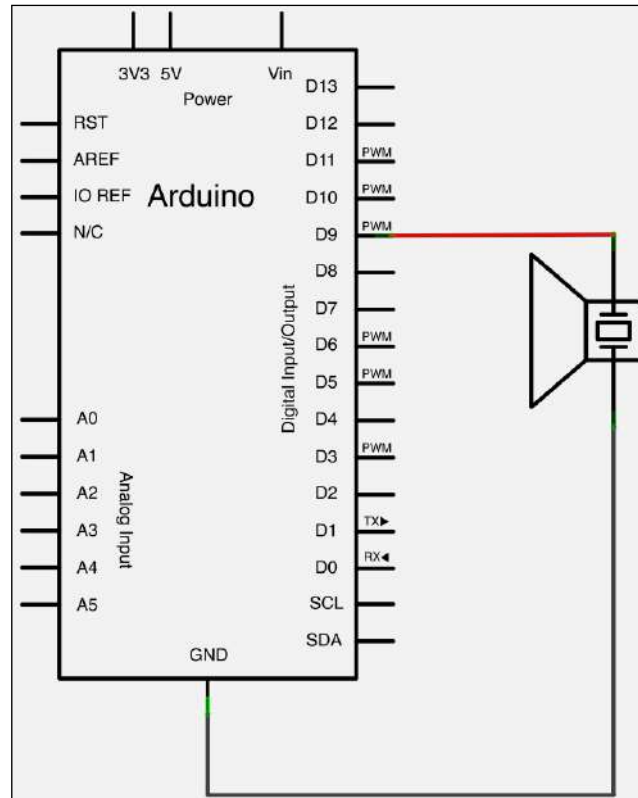 3V3 5V Vin
Power
RST
AREF
IO REF
N/C
Arduino
A0
A1
A2
A3
A4
A5
Analog Input
Digital Input/Output
D13
D12
D11 PWM
D10 PWM
D9 PWM
D8
D7
D6 PWM
D5 PWM
D4
D3 PWM
D2
D1 TX▶
D0 RX◀
SCL
SDA
GND